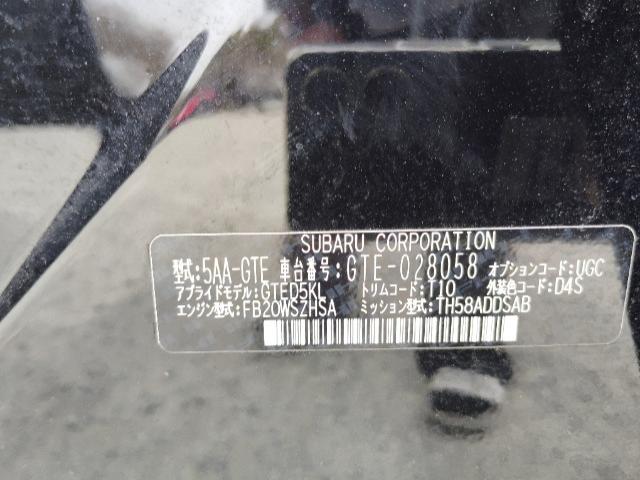 SUBARU CORPORATION
型式:5AA-GTE 車台番号:GTE-028058 オプションコード:UGC
アプライドモデル:GTED5KL トリムコード:T10 外装色コード:D4S
エンジン型式:FB20WSZHSA ミッション型式:TH58ADDSAB